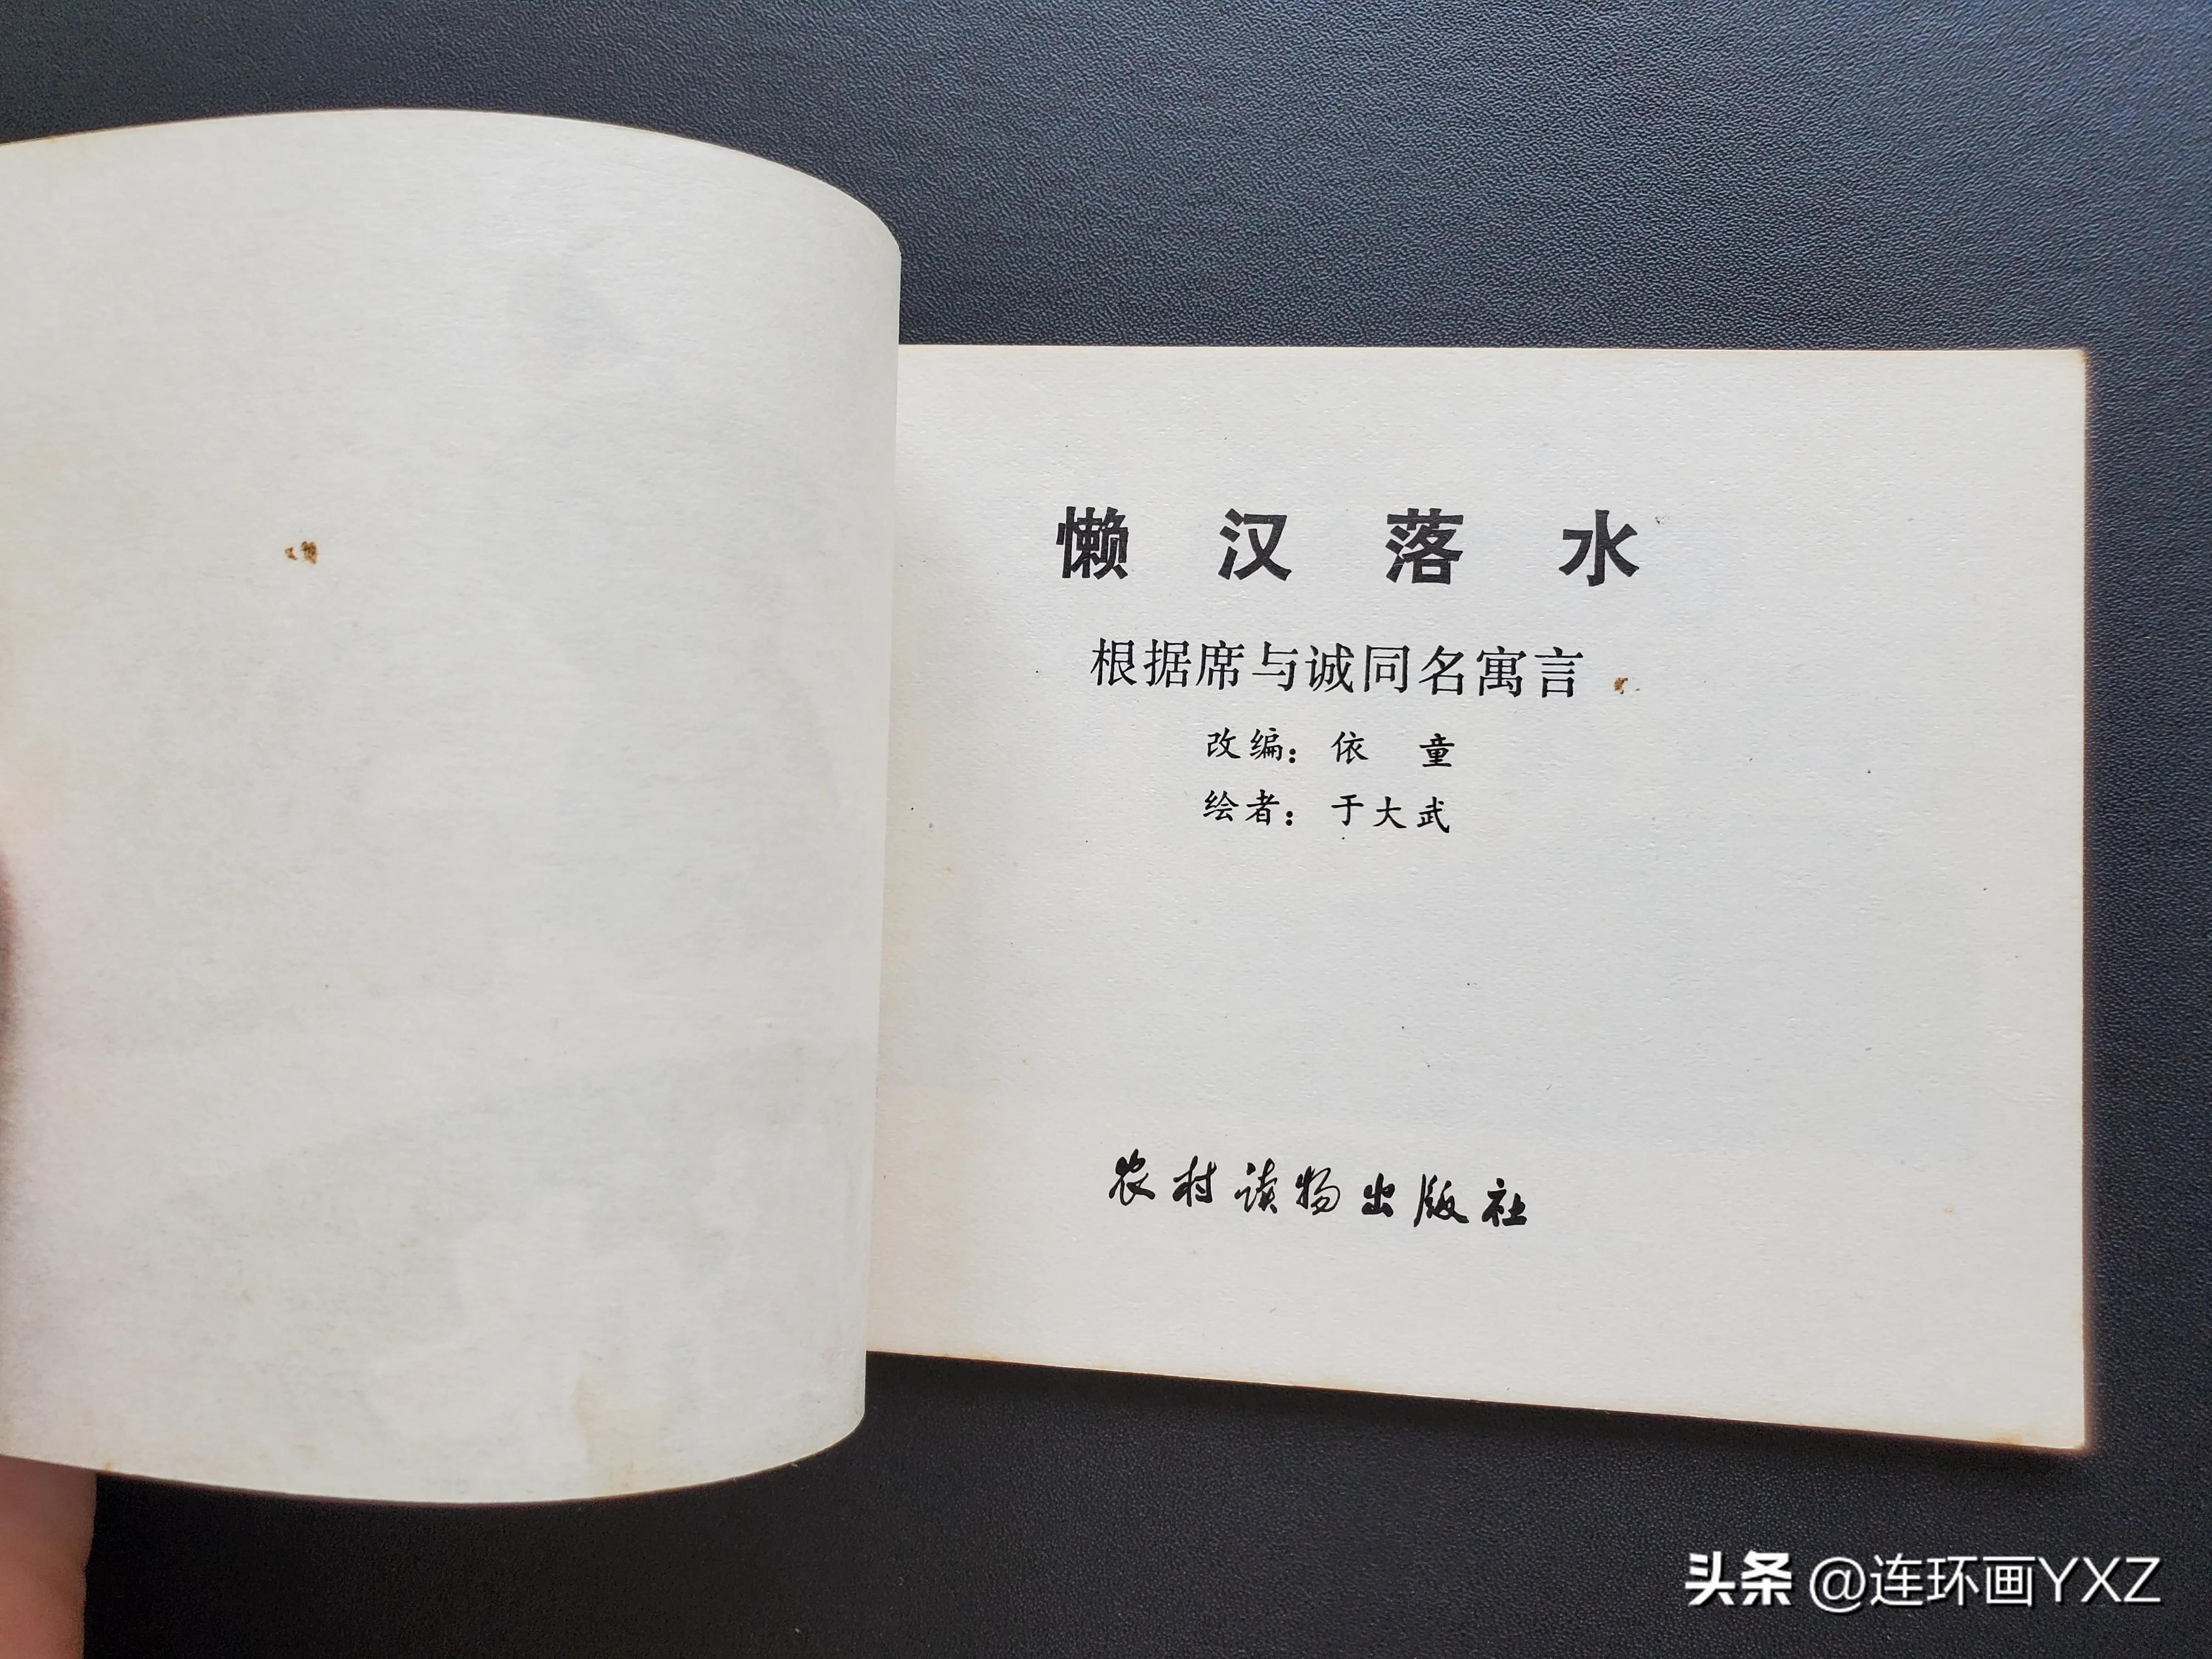 懒汉落水
根据席与诚同名寓言
改编：依 童
绘者：于大武
农村读物出版社
头条 @连环画YXZ